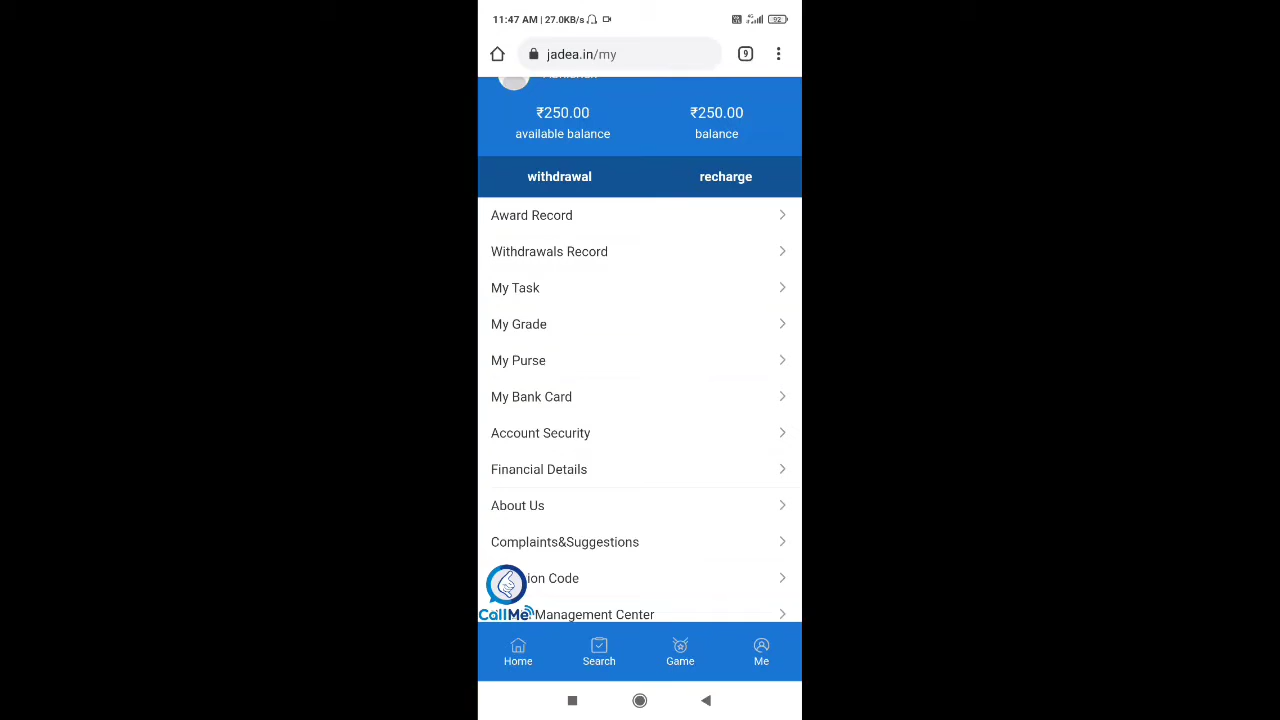 11:47 AM | 27.0KB/s
92
jadea.in/my
9
₹250.00 ₹250.00
available balance balance
withdrawal recharge
Award Record
Withdrawals Record
My Task
My Grade
My Purse
My Bank Card
Account Security
Financial Details
About Us
Complaints&Suggestions
ion Code
CallMe Management Center
Home Search Game Me